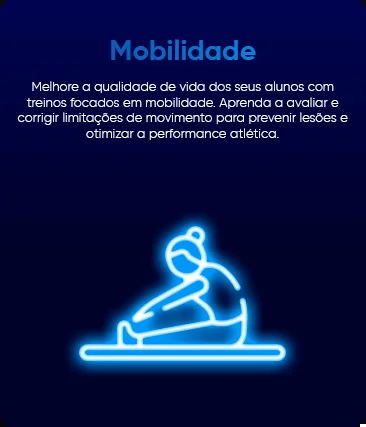 Mobilidade
Melhore a qualidade de vida dos seus alunos com
treinos focados em mobilidade. Aprenda a avaliar e
corrigir limitações de movimento para prevenir lesões e
otimizar a performance atlética.